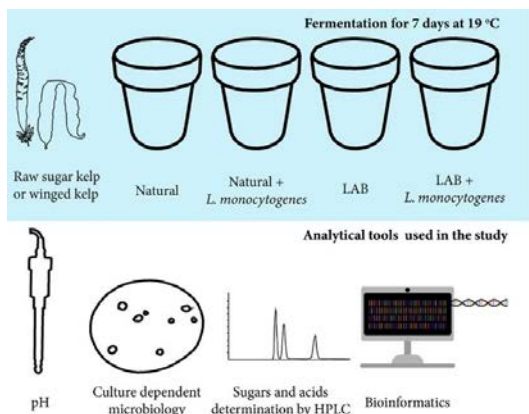 Fermentation for 7 days at 19 °C
Raw sugar kelp
or winged kelp
Natural
Natural +
L. monocytogenes
LAB
LAB +
L. monocytogenes
Analytical tools used in the study
pH
Culture dependent
microbiology
Sugars and acids
determination by HPLC
Bioinformatics